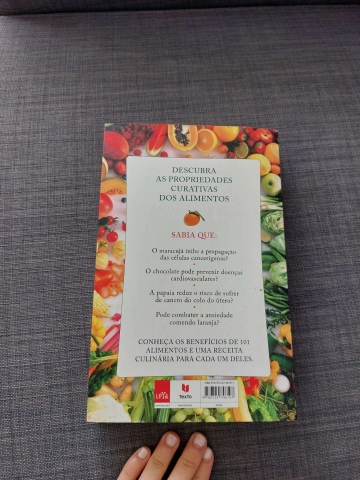 DESCUBRA
AS PROPRIEDADES
CURATIVAS
DOS ALIMENTOS
SABIA QUE...
O maracujá inibe a propagação
das células cancerígenas?
O chocolate pode prevenir doenças
cardiovasculares?
A papaia reduz o risco de sofrer
de cancro do colo do útero?
Pode combater a ansiedade
comendo laranja?
CONHEÇA OS BENEFÍCIOS DE 101
ALIMENTOS E UMA RECEITA
CULINÁRIA PARA CADA UM DELES.
LEYA
texto